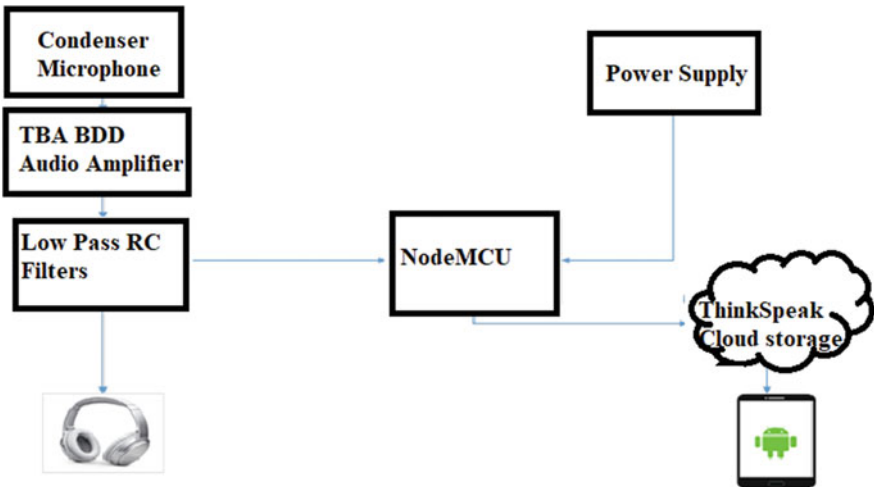 Condenser
Microphone
Power Supply
TBA BDD
Audio Amplifier
Low Pass RC
Filters
NodeMCU
ThinkSpeak
Cloud storage